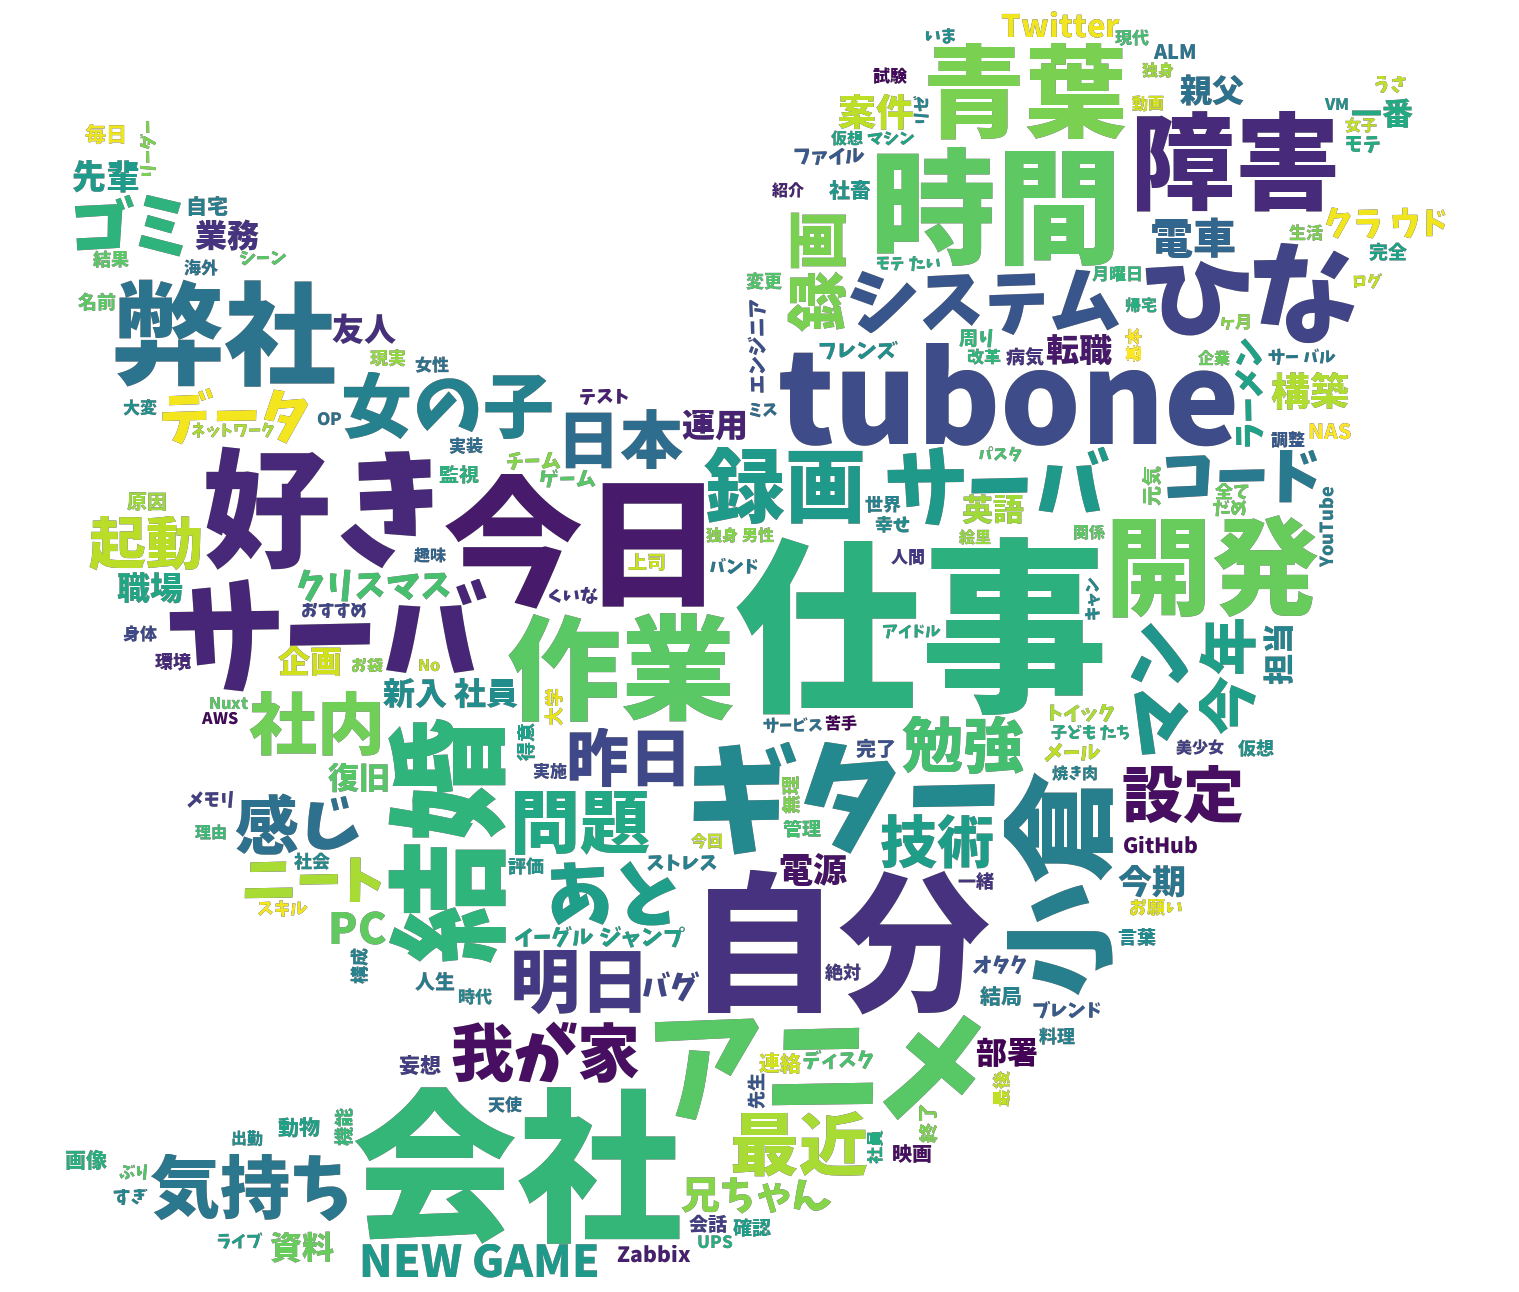 Twitter
いま
現代
青葉
ALM
試験
独身
親父
うさ
案件
動画
VM
一番
女子
毎日
リーダー
仮想 マシン
障害
モテ
ファイル
時間
先輩
紹介
社畜
ゴミ
自宅
業務
録画
電車
生活
クラ ウド
結果
シーン
完全
海外
モテ たい
月曜日
ひな
変更
ログ
名前
弊社
システム
帰宅
友人
エンジニア
ケ月
周り
フレンズ
改革
病気
転職
現実
女性
企業
ラーメン
サー バル
tubone
女の子
構築
大変
データ
ネットワーク
OP
テスト
日本
運用
ミス
調整
NAS
実装
好き
録画
サーバ
パスタ
コード
チーム
監視
ゲーム
今日
元気
全て
だめ
原因
世界
英語
YouTube
起動
幸せ
独身 男性
絵里
関係
開発
趣味
上司
バンド
人間
仕事
職場
クリスマス
くいな
キャン
サーバ
おすすめ
作業
アイドル
身体
マン
今年
担当
環境
企画
お袋
No
新入 社員
Nuxt
AWS
社内
大学
サービス
苦手
トイック
子ども たち
結婚
得意
昨日
勉強
メール
美少女
仮想
完了
復旧
実施
ギター
焼き肉
設定
メモリ
無理
小倉
感じ
問題
理由
管理
技術
今回
GitHub
社会
評価
ストレス
電源
ニート
あと
自分
一緒
今期
スキル
お願い
PC
イーグル ジャンプ
言葉
構成
明日
バグ
絶対
オタク
人生
時代
結局
ブレンド
我が家
アニメ
料理
妄想
連絡
ディスク
部署
先生
最後
会社
天使
機能
動物
最近
終了
出勤
社員
映画
画像
ぶり
気持ち
すぎ
兄ちゃん
会話
確認
ライブ
資料
UPS
NEW GAME
Zabbix